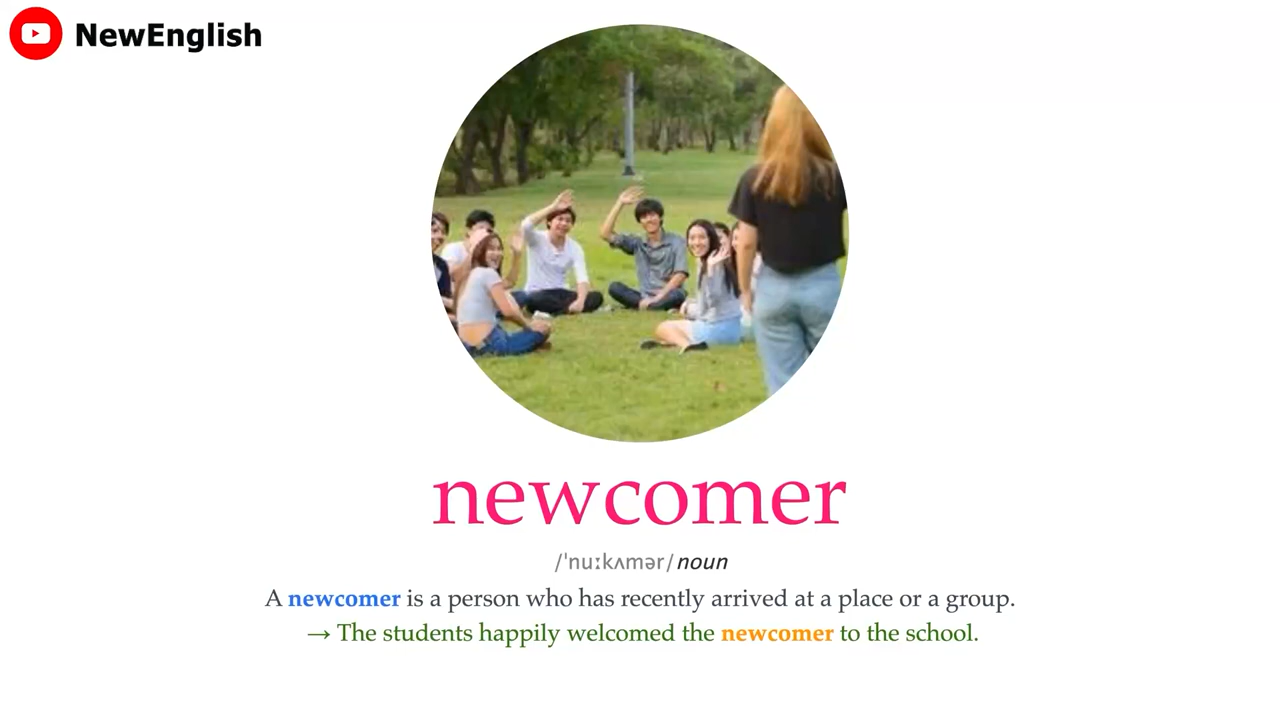 NewEnglish
newcomer
/ˈnuːkʌmər/ noun
A newcomer is a person who has recently arrived at a place or a group.
→ The students happily welcomed the newcomer to the school.